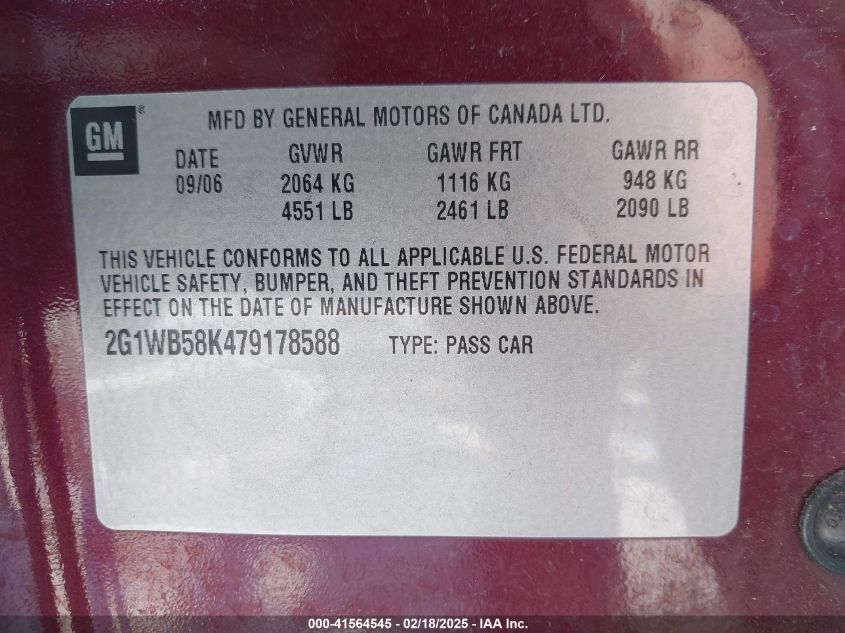 GM ®
MFD BY GENERAL MOTORS OF CANADA LTD.
DATE GVWR GAWR FRT GAWR RR
09/06 2064 KG 1116 KG 948 KG
4551 LB 2461 LB 2090 LB
THIS VEHICLE CONFORMS TO ALL APPLICABLE U.S. FEDERAL MOTOR
VEHICLE SAFETY, BUMPER, AND THEFT PREVENTION STANDARDS IN
EFFECT ON THE DATE OF MANUFACTURE SHOWN ABOVE.
2G1WB58K479178588 TYPE: PASS CAR
000-41564545 - 02/18/2025 - IAA Inc.